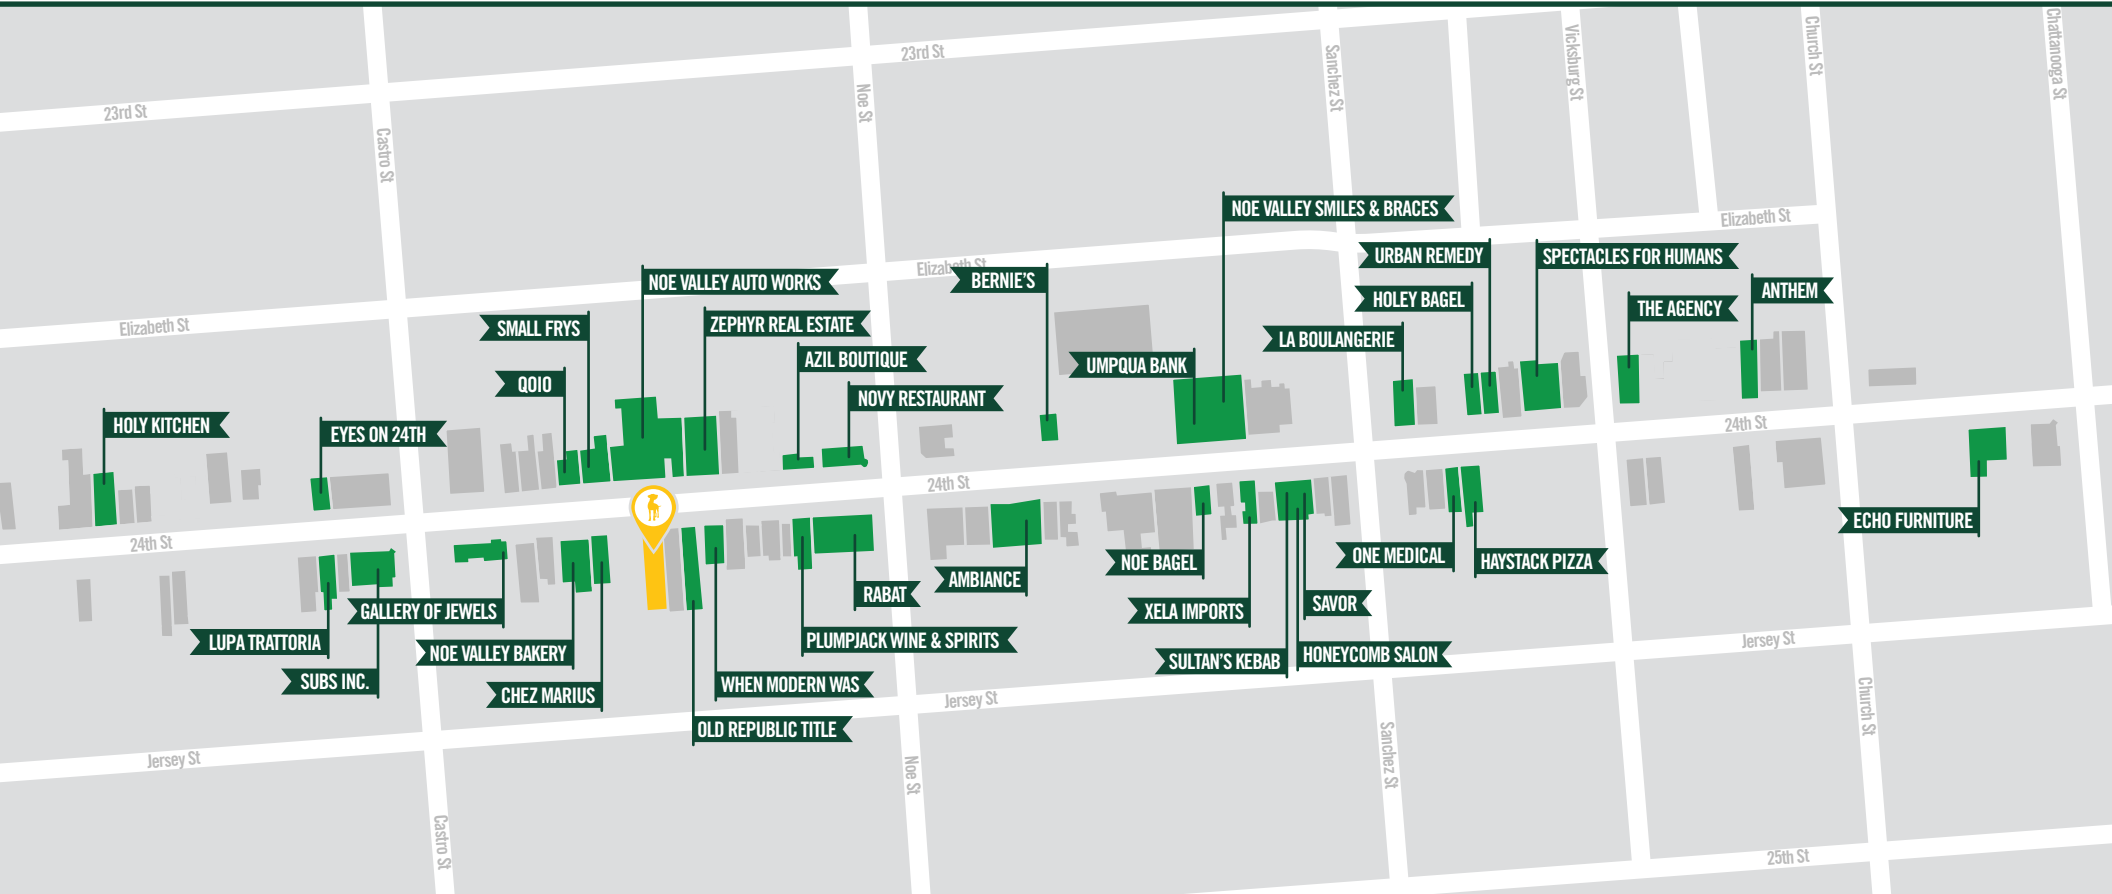 23rd St
23rd St
Castro St
Noe St
Sanchez St
Vicksburg St
Church St
Chattanooga St
NOE VALLEY SMILES & BRACES
Elizabeth St
URBAN REMEDY
SPECTACLES FOR HUMANS
Elizabeth St
BERNIE'S
NOE VALLEY AUTO WORKS
HOLEY BAGEL
THE AGENCY
ANTHEM
Elizabeth St
SMALL FRYS
ZEPHYR REAL ESTATE
LA BOULANGERIE
AZIL BOUTIQUE
UMPQUA BANK
QOIO
NOVY RESTAURANT
HOLY KITCHEN
EYES ON 24TH
24th St
24th St
24th St
ECHO FURNITURE
NOE BAGEL
ONE MEDICAL
HAYSTACK PIZZA
AMBIANCE
RABAT
GALLERY OF JEWELS
XELA IMPORTS
SAVOR
LUPA TRATTORIA
PLUMPJACK WINE & SPIRITS
Jersey St
NOE VALLEY BAKERY
SULTAN'S KEBAB
HONEYCOMB SALON
SUBS INC.
WHEN MODERN WAS
CHEZ MARIUS
Jersey St
OLD REPUBLIC TITLE
Church St
Jersey St
Noe St
Sanchez St
Castro St
25th St